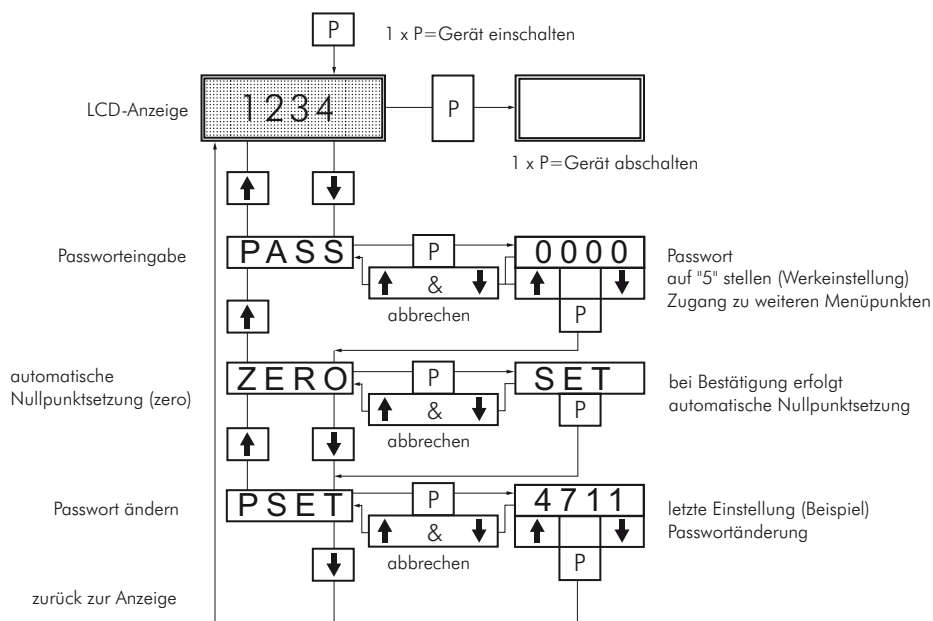 P
1 x P=Gerät einschalten
LCD-Anzeige
1234
P
1 x P=Gerät abschalten
Passworteingabe
PASS
P
&
abbrechen
0000
P
Passwort
auf "5" stellen (Werkeinstellung)
Zugang zu weiteren Menüpunkten
automatische
Nullpunktsetzung (zero)
ZERO
P
&
abbrechen
SET
P
bei Bestätigung erfolgt
automatische Nullpunktsetzung
Passwort ändern
PSET
P
&
abbrechen
4711
P
letzte Einstellung (Beispiel)
Passwortänderung
zurück zur Anzeige